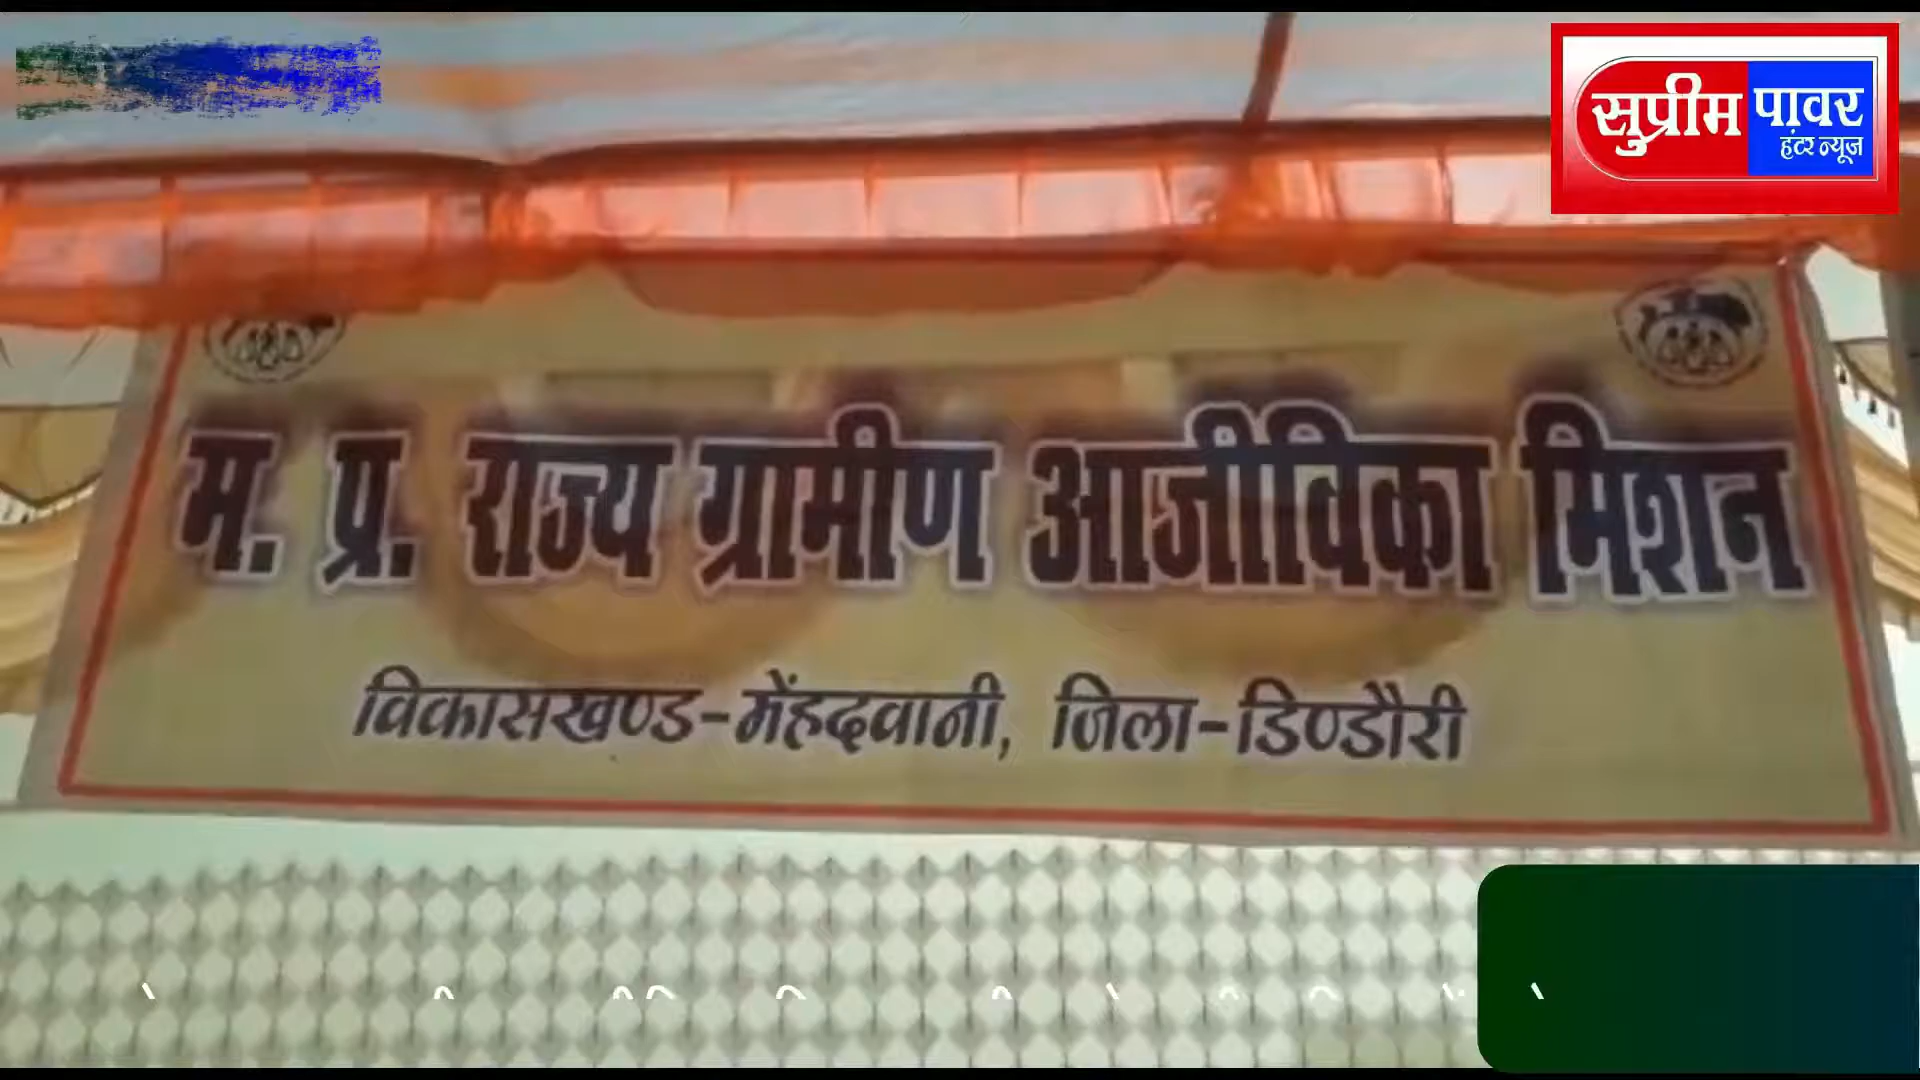 सुप्रीम पावर
हंटर न्यूज
म. प्र. राज्य ग्रामीण आजीविका मिशन
विकासखण्ड-मेंहदवानी, जिला-डिण्डौरी